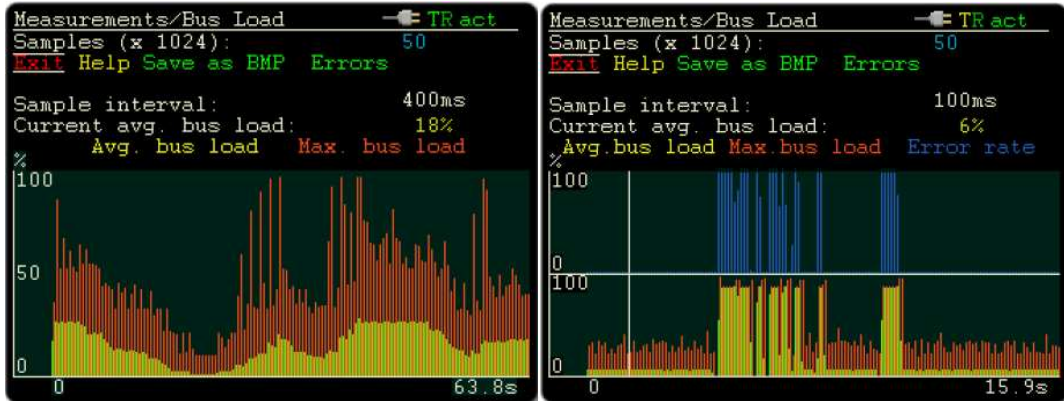 Measurements/Bus Load TR act
Samples (x 1024): 50
Exit Help Save as BMP Errors
Sample interval: 400ms
Current avg. bus load: 18%
Avg. bus load Max. bus load
%
100
50
0
0 63.8s
Measurements/Bus Load TR act
Samples (x 1024): 50
Exit Help Save as BMP Errors
Sample interval: 100ms
Current avg. bus load: 6%
Avg.bus load Max.bus load Error rate
%
100
0
100
0
0 15.9s